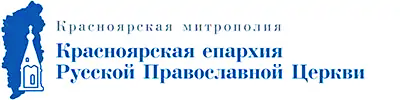 Красноярская митрополия
Красноярская епархия
Русской Православной Церкви